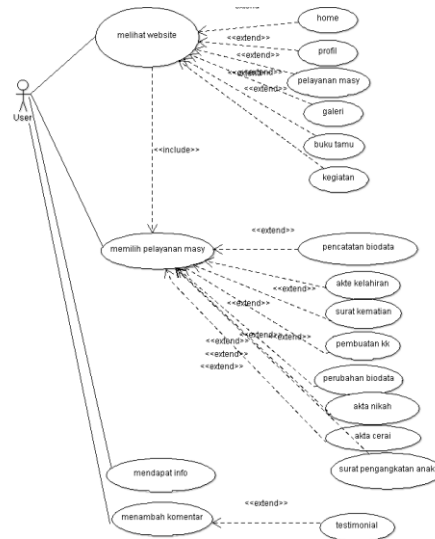 extend
home
melihat website
<<extend>>
profil
<<extend>>
<<extend>>
pelayanan masy
<<extend>>
galeri
User
buku tamu
<<include>>
kegiatan
<<extend>>
memilih pelayanan masy
pencatatan biodata
<<extend>>
akte kelahiran
<<extend>>
surat kematian
<<extend>>
<<extend>>
<<extend>>
pembuatan kk
<<extend>>
<<extend>>
perubahan biodata
akta nikah
akta cerai
mendapat info
surat pengangkatan anak
<<extend>>
menambah komentar
testimonial